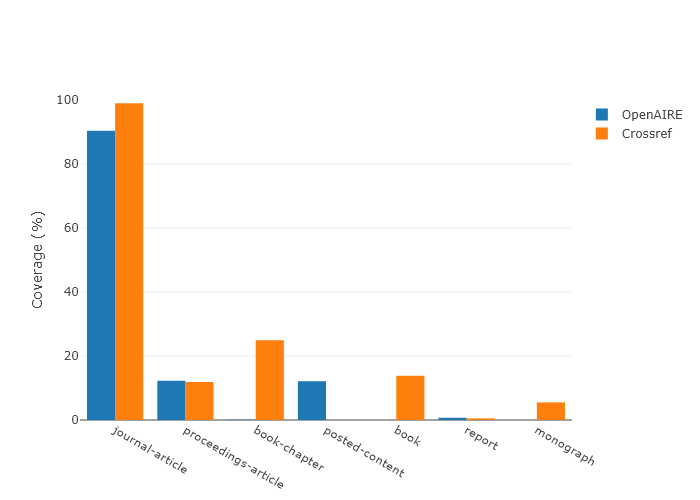 100
80
60
40
20
0
Coverage (%)
OpenAIRE
Crossref
journal-article
proceedings-article
book-chapter
posted-content
book
report
monograph